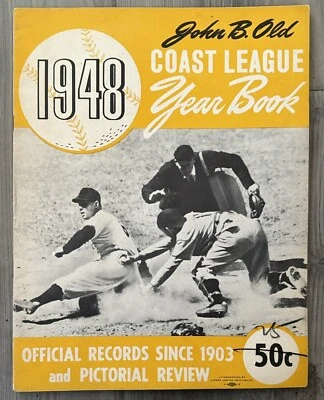 1948
John B. Old
COAST LEAGUE
Year Book
OFFICIAL RECORDS SINCE 1903
and PICTORIAL REVIEW
50c